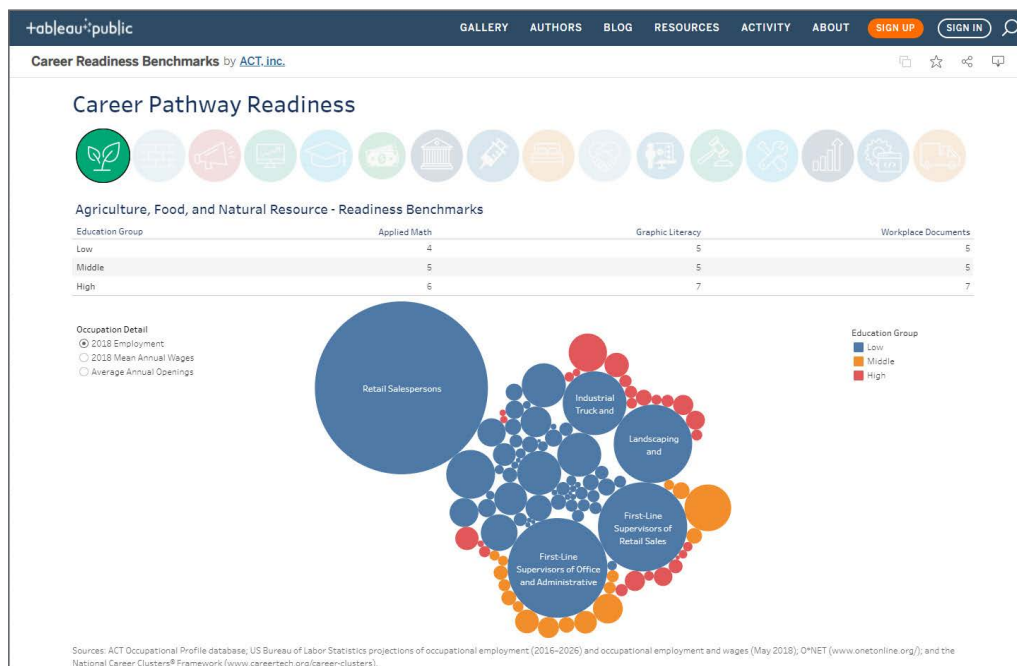 +ableau public
GALLERY AUTHORS BLOG RESOURCES ACTIVITY ABOUT SIGN UP SIGN IN
Career Readiness Benchmarks by ACT, inc.
Career Pathway Readiness
Agriculture, Food, and Natural Resource - Readiness Benchmarks
Education Group Applied Math Graphic Literacy Workplace Documents
Low 4 5 5
Middle 5 5 5
High 6 7 7
Occupation Detail
2018 Employment
2018 Mean Annual Wages
Average Annual Openings
Education Group
Low
Middle
High
Retail Salespersons
Industrial
Truck and
Landscaping
and
First-Line
Supervisors of
Retail Sales
First-Line
Supervisors of Office
and Administrative
Sources: ACT Occupational Profile database; US Bureau of Labor Statistics projections of occupational employment (2016-2026) and occupational employment and wages (May 2018); O*NET (www.onetonline.org/); and the
National Career Clusters® Framework (www.careertech.org/career-clusters).